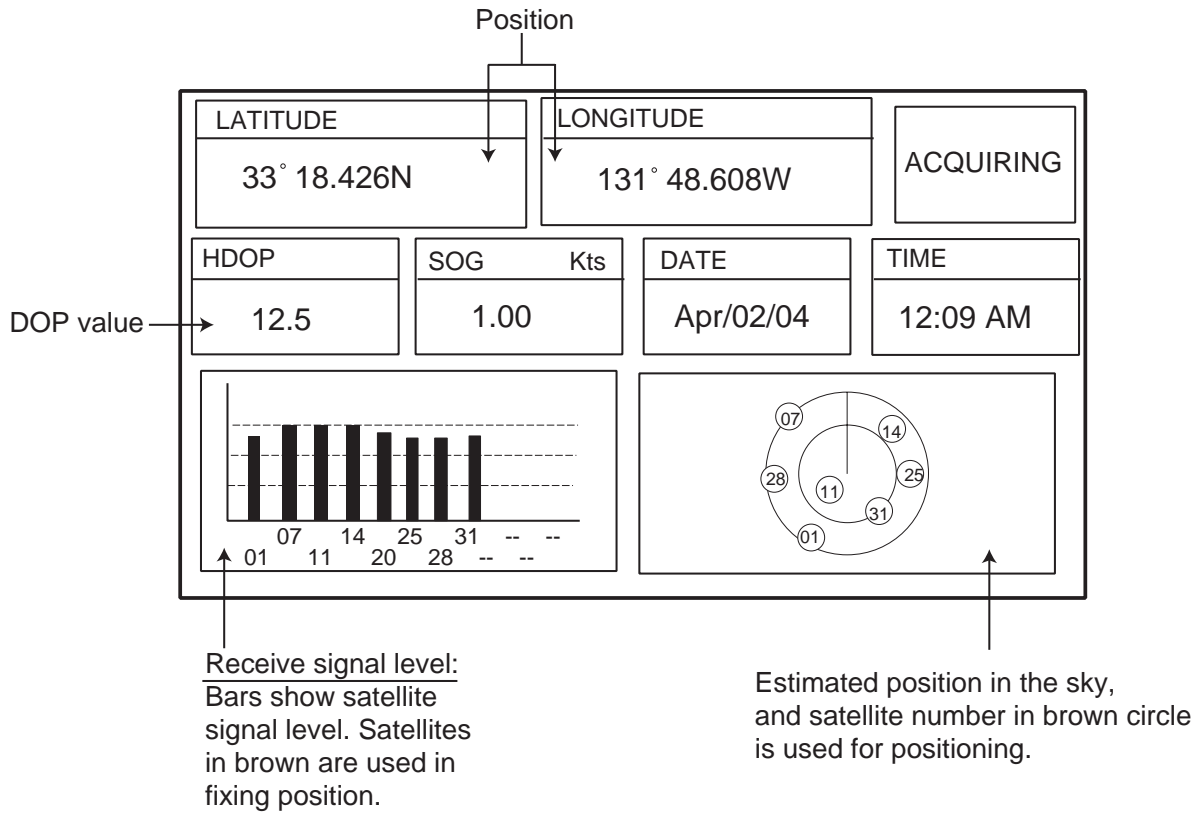 Position
LATITUDE
LONGITUDE
33° 18.426N
131° 48.608W
ACQUIRING
HDOP
SOG Kts
DATE
TIME
DOP value
12.5
1.00
Apr/02/04
12:09 AM
07 14 25 31 -- --
01 11 20 28 -- --
07
14
28
11
25
31
01
Receive signal level:
Bars show satellite
signal level. Satellites
in brown are used in
fixing position.
Estimated position in the sky,
and satellite number in brown circle
is used for positioning.